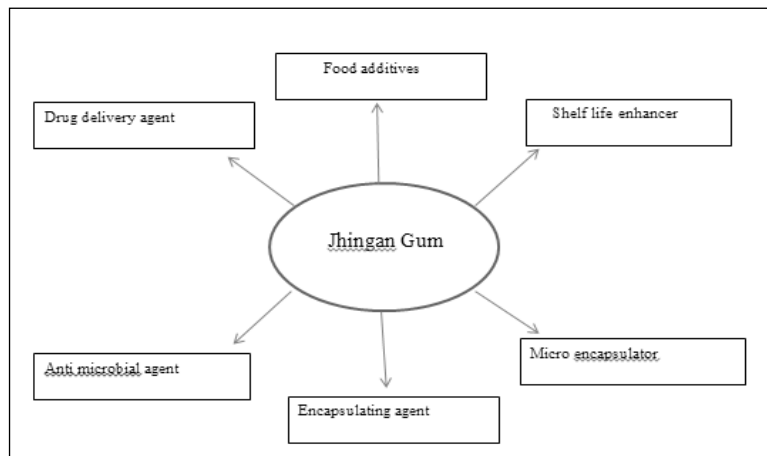 Food additives
Drug delivery agent
Shelf life enhancer
Jhingan Gum
Anti microbial agent
Micro encapsulator
Encapsulating agent